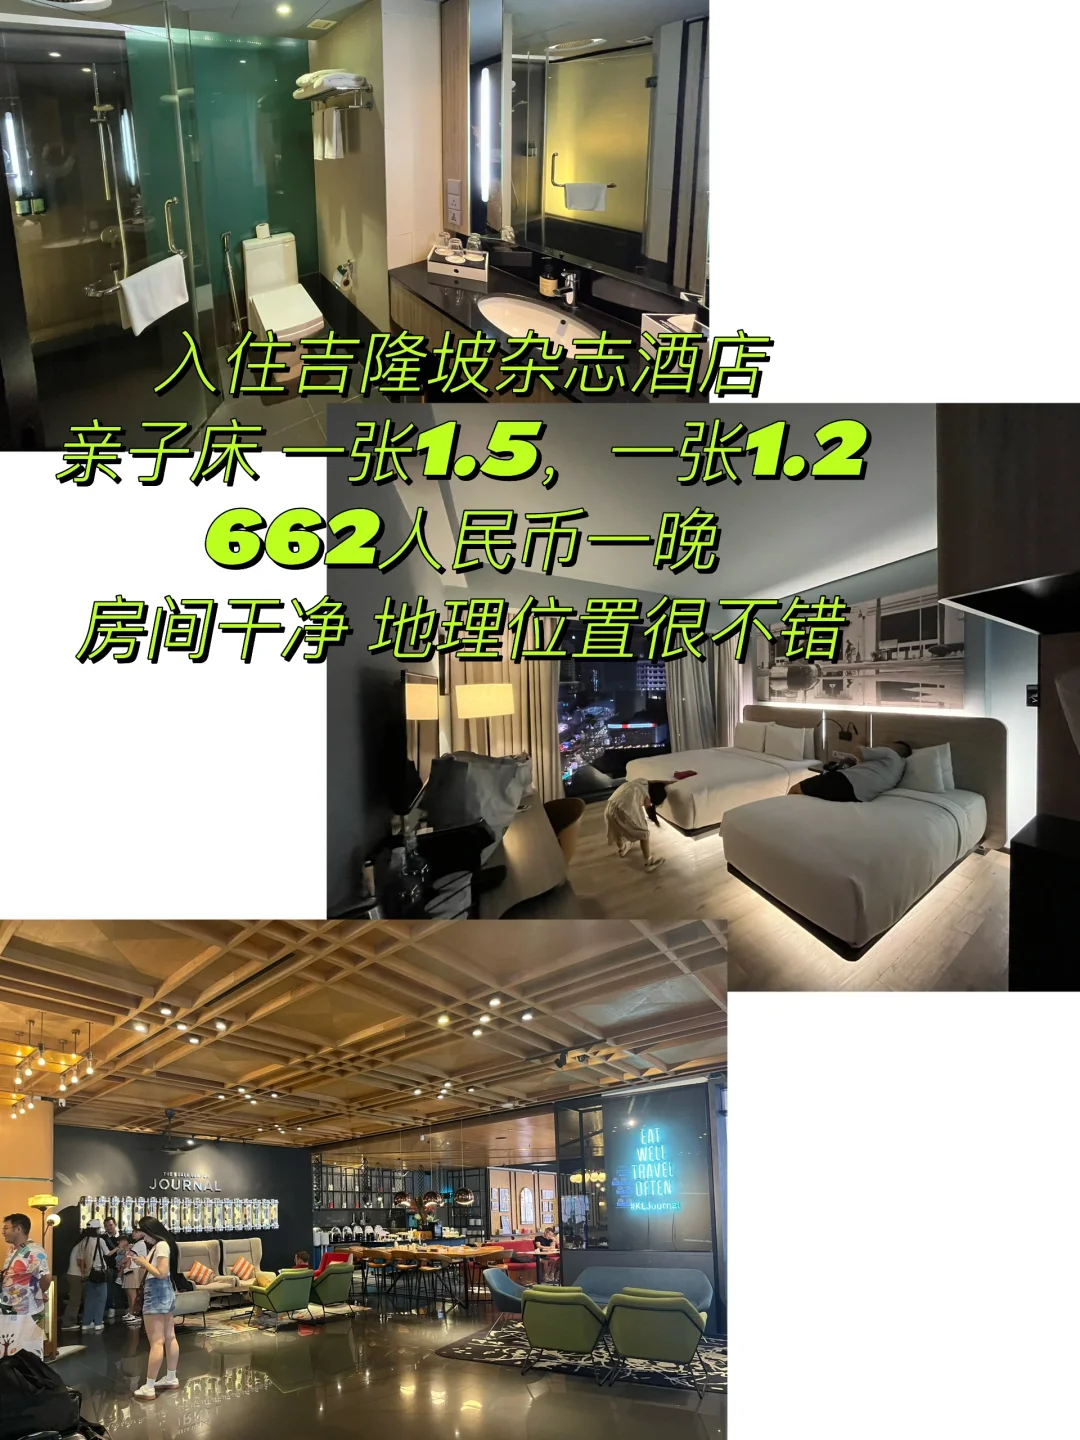 入住吉隆坡杂志酒店
亲子床 一张1.5，一张1.2
662人民币一晚
房间干净 地理位置很不错
JOURNAL
EAT
WELL
TRAVEL
OFTEN
#KLJournal